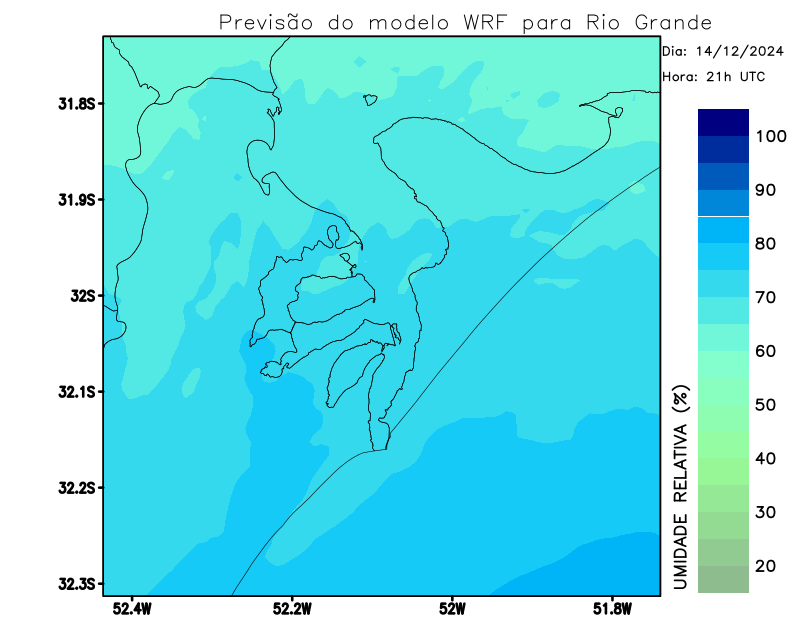 Previsão do modelo WRF para Rio Grande
Dia: 14/12/2024
Hora: 21h UTC
31.8S
31.9S
32S
32.1S
32.2S
32.3S
52.4W
52.2W
52W
51.8W
100
90
80
70
60
50
40
30
20
UMIDADE RELATIVA (%)